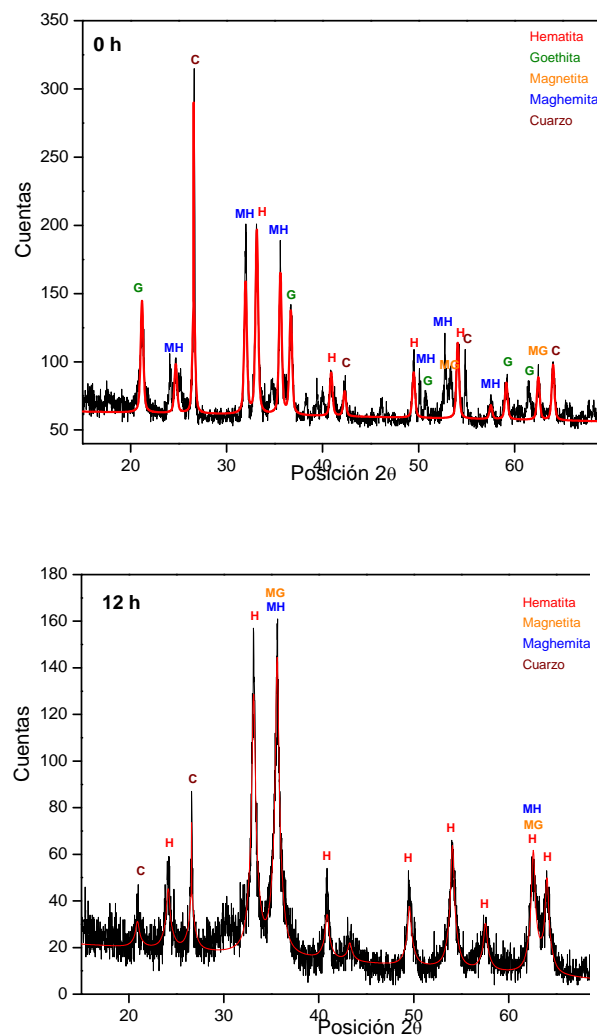 0 h
Hematita
Goethita
Magnetita
Maghemita
Cuarzo
C
MH
H
MH
G
MH
G
H
C
H
MH
G
MH
MG
H
C
MH
G
G
MG
C
350
300
250
200
150
100
50
Cuentas
20
30
40
50
60
Posición 2θ
12 h
Hematita
Magnetita
Maghemita
Cuarzo
MG
MH
H
C
C
H
H
H
H
H
MH
MG
H
H
180
160
140
120
100
80
60
40
20
0
Cuentas
20
30
40
50
60
Posición 2θ